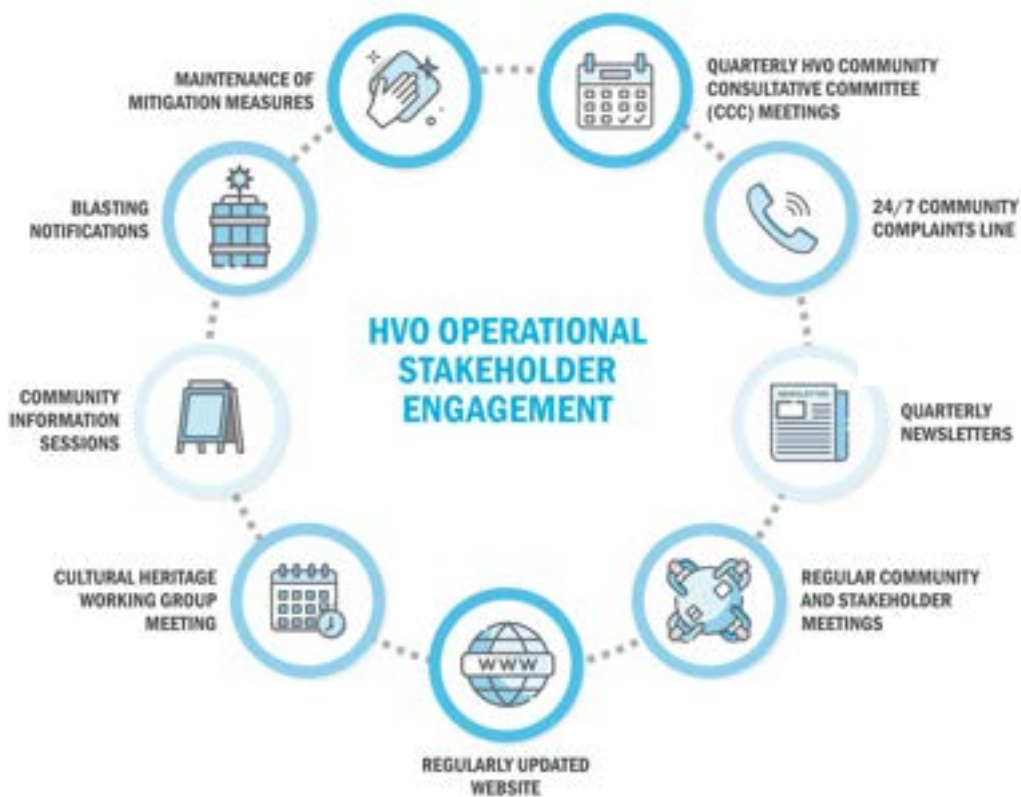 MAINTENANCE OF
MITIGATION MEASURES
QUARTERLY HVO COMMUNITY
CONSULTATIVE COMMITTEE
(CCC) MEETINGS
BLASTING
NOTIFICATIONS
24/7 COMMUNITY
COMPLAINTS LINE
HVO OPERATIONAL
STAKEHOLDER
ENGAGEMENT
COMMUNITY
INFORMATION
SESSIONS
NEWSLETTER
QUARTERLY
NEWSLETTERS
CULTURAL HERITAGE
WORKING GROUP
MEETING
REGULAR COMMUNITY
AND STAKEHOLDER
MEETINGS
WWW
REGULARLY UPDATED
WEBSITE